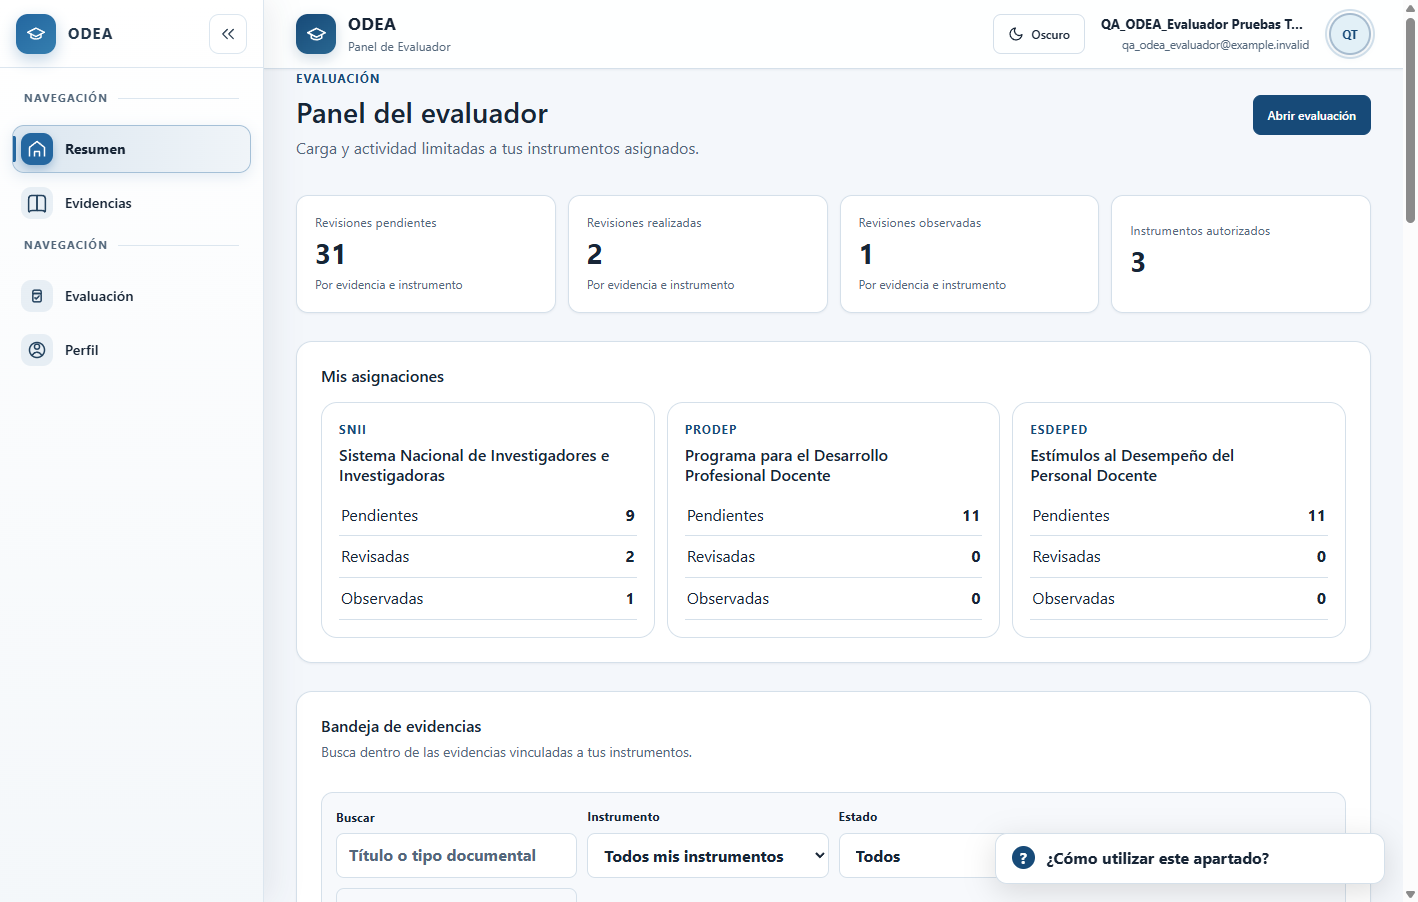 ODEA
NAVEGACIÓN
Resumen
Evidencias
NAVEGACIÓN
Evaluación
Perfil
ODEA
Panel de Evaluador
Oscuro
QA_ODEA_Evaluador Pruebas T...
qa_odea_evaluador@example.invalid
QT
EVALUACIÓN
Panel del evaluador
Carga y actividad limitadas a tus instrumentos asignados.
Abrir evaluación
Revisiones pendientes
31
Por evidencia e instrumento
Revisiones realizadas
2
Por evidencia e instrumento
Revisiones observadas
1
Por evidencia e instrumento
Instrumentos autorizados
3
Mis asignaciones
SNII
Sistema Nacional de Investigadores e
Investigadoras
Pendientes 9
Revisadas 2
Observadas 1
PRODEP
Programa para el Desarrollo
Profesional Docente
Pendientes 11
Revisadas 0
Observadas 0
ESDEPED
Estímulos al Desempeño del
Personal Docente
Pendientes 11
Revisadas 0
Observadas 0
Bandeja de evidencias
Busca dentro de las evidencias vinculadas a tus instrumentos.
Buscar
Título o tipo documental
Instrumento
Todos mis instrumentos
Estado
Todos
? ¿Cómo utilizar este apartado?